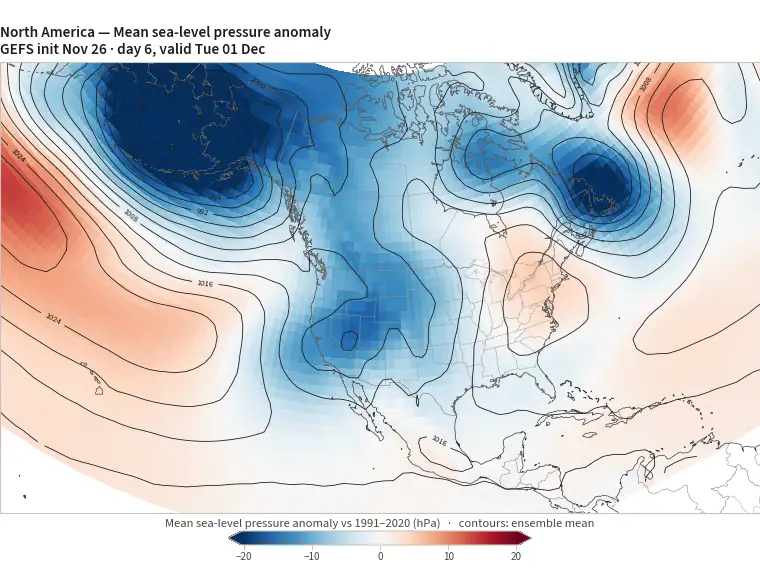 North America — Mean sea-level pressure anomaly
GEFS init Nov 26 · day 6, valid Tue 01 Dec
1008
1024
1008
992
1016
1024
1016
Mean sea-level pressure anomaly vs 1991–2020 (hPa) · contours: ensemble mean
−20 −10 0 10 20